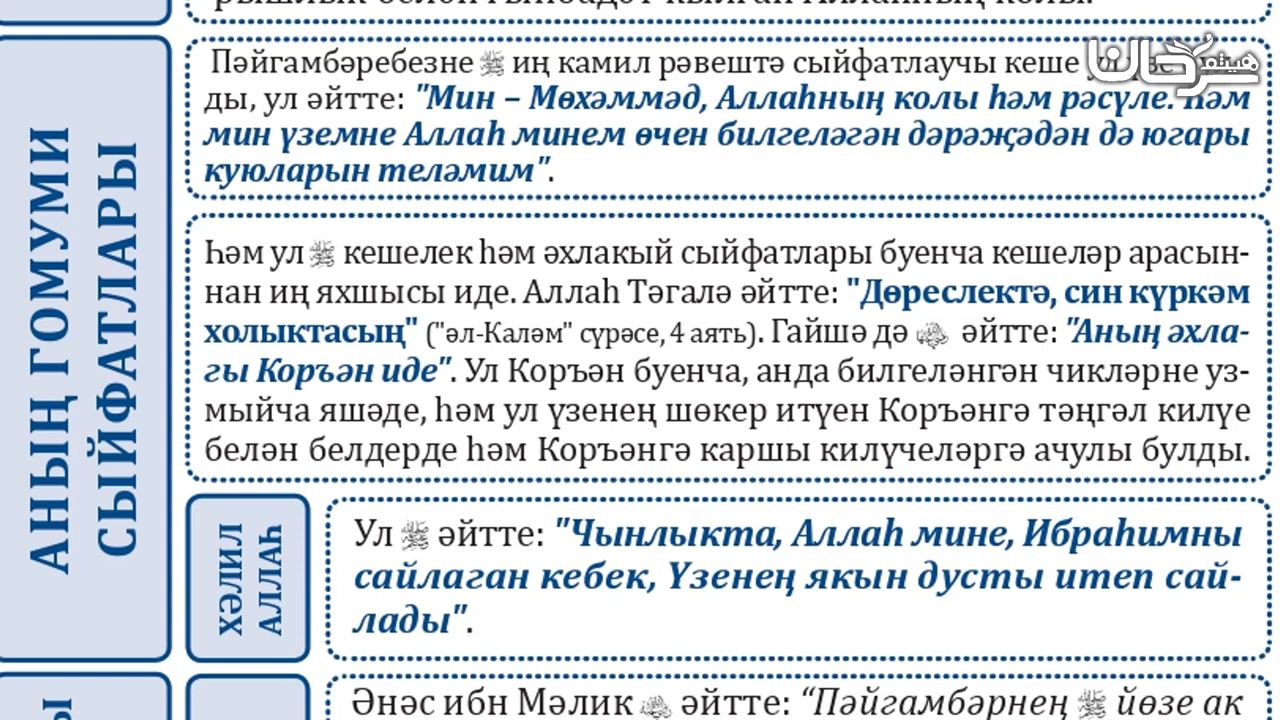 АНЫҢ ГОМУМИ
СЫЙФАТЛАРЫ
Пәйгамбәребезне ﷺ иң камил рәвештә сыйфатлаучы кеше
ды, ул әйтте: "Мин – Мөхәммәд, Аллаһның колы һәм рәсүле. Һәм
мин үземне Аллаһ минем өчен билгеләгән дәрәҗәдән дә югары
куюларын теләмим".
Һәм ул ﷺ кешелек һәм әхлакый сыйфатлары буенча кешеләр арасын-
нан иң яхшысы иде. Аллаһ Тәгалә әйтте: "Дөреслектә, син күркәм
холыктасың" ("әл-Каләм" сүрәсе, 4 аять). Гайшә дә әйтте: "Аның әхла-
гы Коръән иде". Ул Коръән буенча, анда билгеләнгән чикләрне уз-
мыйча яшәде, һәм ул үзенең шөкер итүен Коръәнгә тәңгәл килүе
белән белдерде һәм Коръәнгә каршы килүчеләргә ачулы булды.
ХӘЛИЛ
АЛЛАҺ
Ул ﷺ әйтте: "Чынлыкта, Аллаһ мине, Ибраһимны
сайлаган кебек, Үзенең якын дусты итеп сай-
лады".
Әнәс ибн Мәлик әйтте: “Пәйгамбәрнең ﷺ йөзе ак